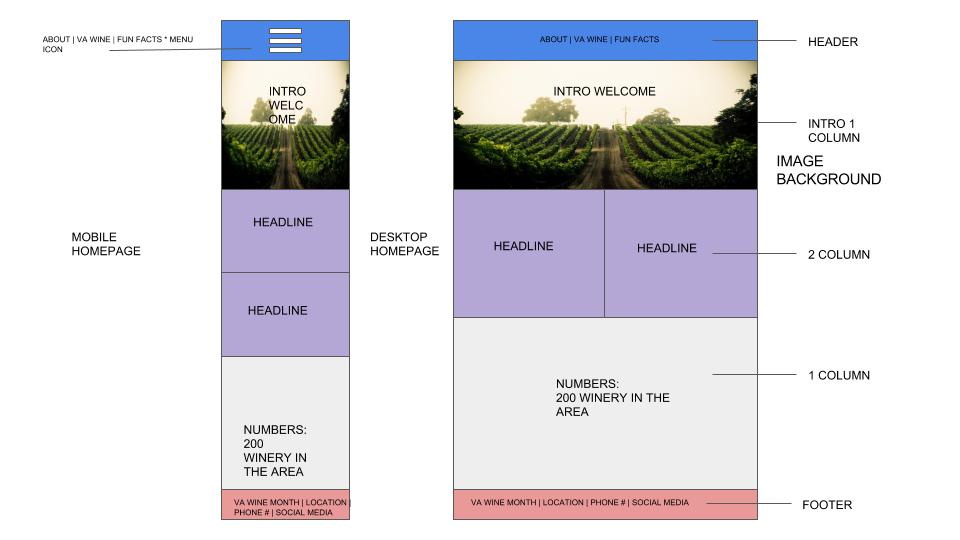 ABOUT | VA WINE | FUN FACTS * MENU
ICON
INTRO
WELC
OME
HEADLINE
HEADLINE
NUMBERS:
200
WINERY IN
THE AREA
VA WINE MONTH | LOCATION |
PHONE # | SOCIAL MEDIA
MOBILE
HOMEPAGE
DESKTOP
HOMEPAGE
ABOUT | VA WINE | FUN FACTS
INTRO WELCOME
HEADLINE
HEADLINE
NUMBERS:
200 WINERY IN THE
AREA
VA WINE MONTH | LOCATION | PHONE # | SOCIAL MEDIA
HEADER
INTRO 1
COLUMN
IMAGE
BACKGROUND
2 COLUMN
1 COLUMN
FOOTER